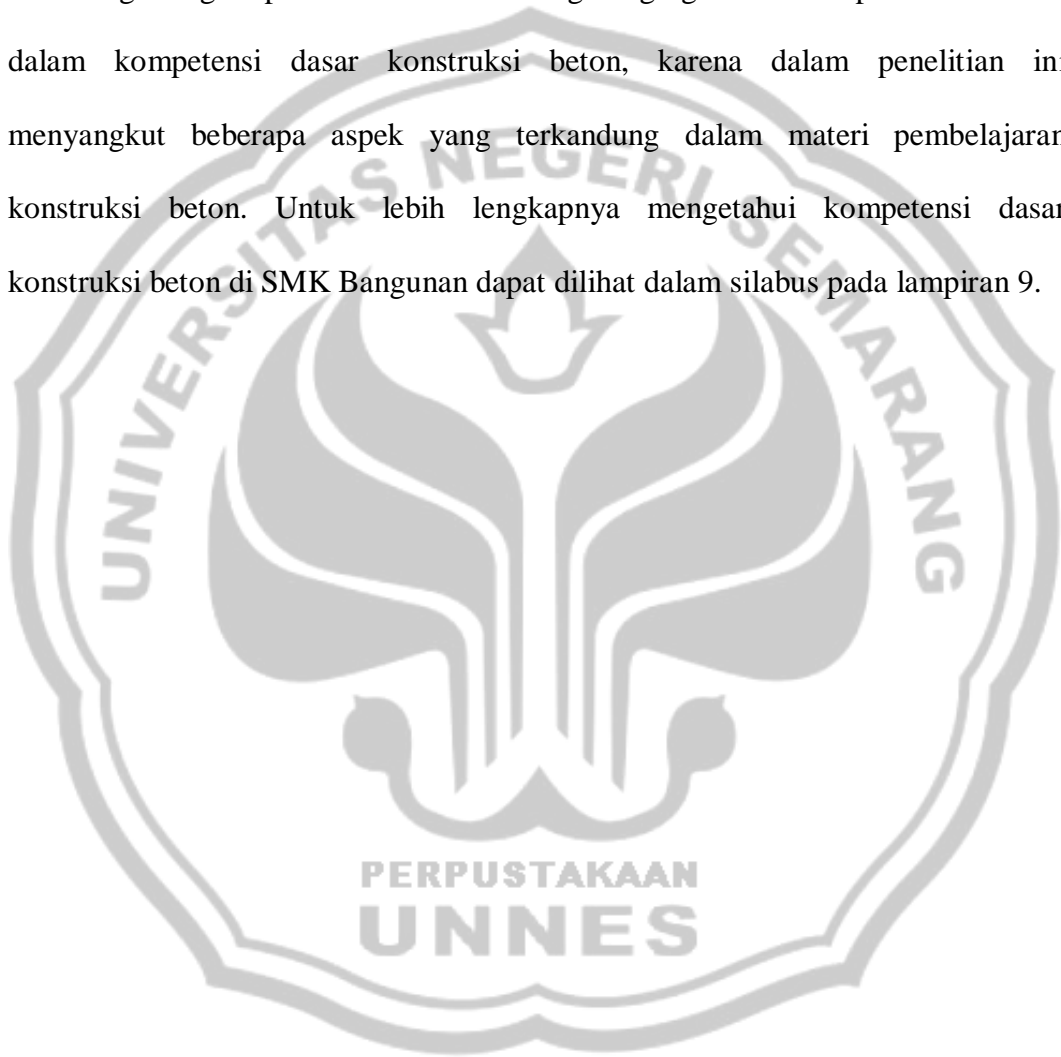 dalam kompetensi dasar konstruksi beton, karena dalam penelitian ini
menyangkut beberapa aspek yang terkandung dalam materi pembelajaran
konstruksi beton. Untuk lebih lengkapnya mengetahui kompetensi dasar
konstruksi beton di SMK Bangunan dapat dilihat dalam silabus pada lampiran 9.
UNIVERSITAS NEGERI SEMARANG
PERPUSTAKAAN
UNNES